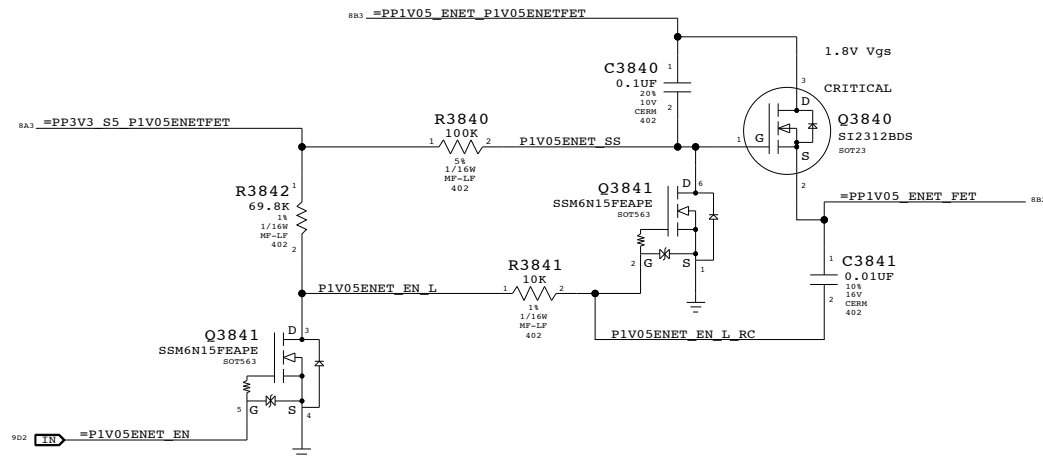 8B3 =PP1V05_ENET_P1V05ENETFET
1.8V Vgs
CRITICAL
C3840
0.1UF
20%
10V
CERM
402
1
2
3
D
G
S
1
2
Q3840
SI2312BDS
SOT23
8A3 =PP3V3_S5_P1V05ENETFET
R3840
100K
1 2
5%
1/16W
MF-LF
402
P1V05ENET_SS
R3842
69.8K
1%
1/16W
MF-LF
402
1
2
Q3841
SSM6N15FEAPE
SOT563
D 6
2 G S 1
=PP1V05_ENET_FET
C3841
0.01UF
10%
16V
CERM
402
1
2
P1V05ENET_EN_L
R3841
10K
1 2
1%
1/16W
MF-LF
402
P1V05ENET_EN_L_RC
Q3841
SSM6N15FEAPE
SOT563
D 3
5 G S 4
9D2 IN =P1V05ENET_EN